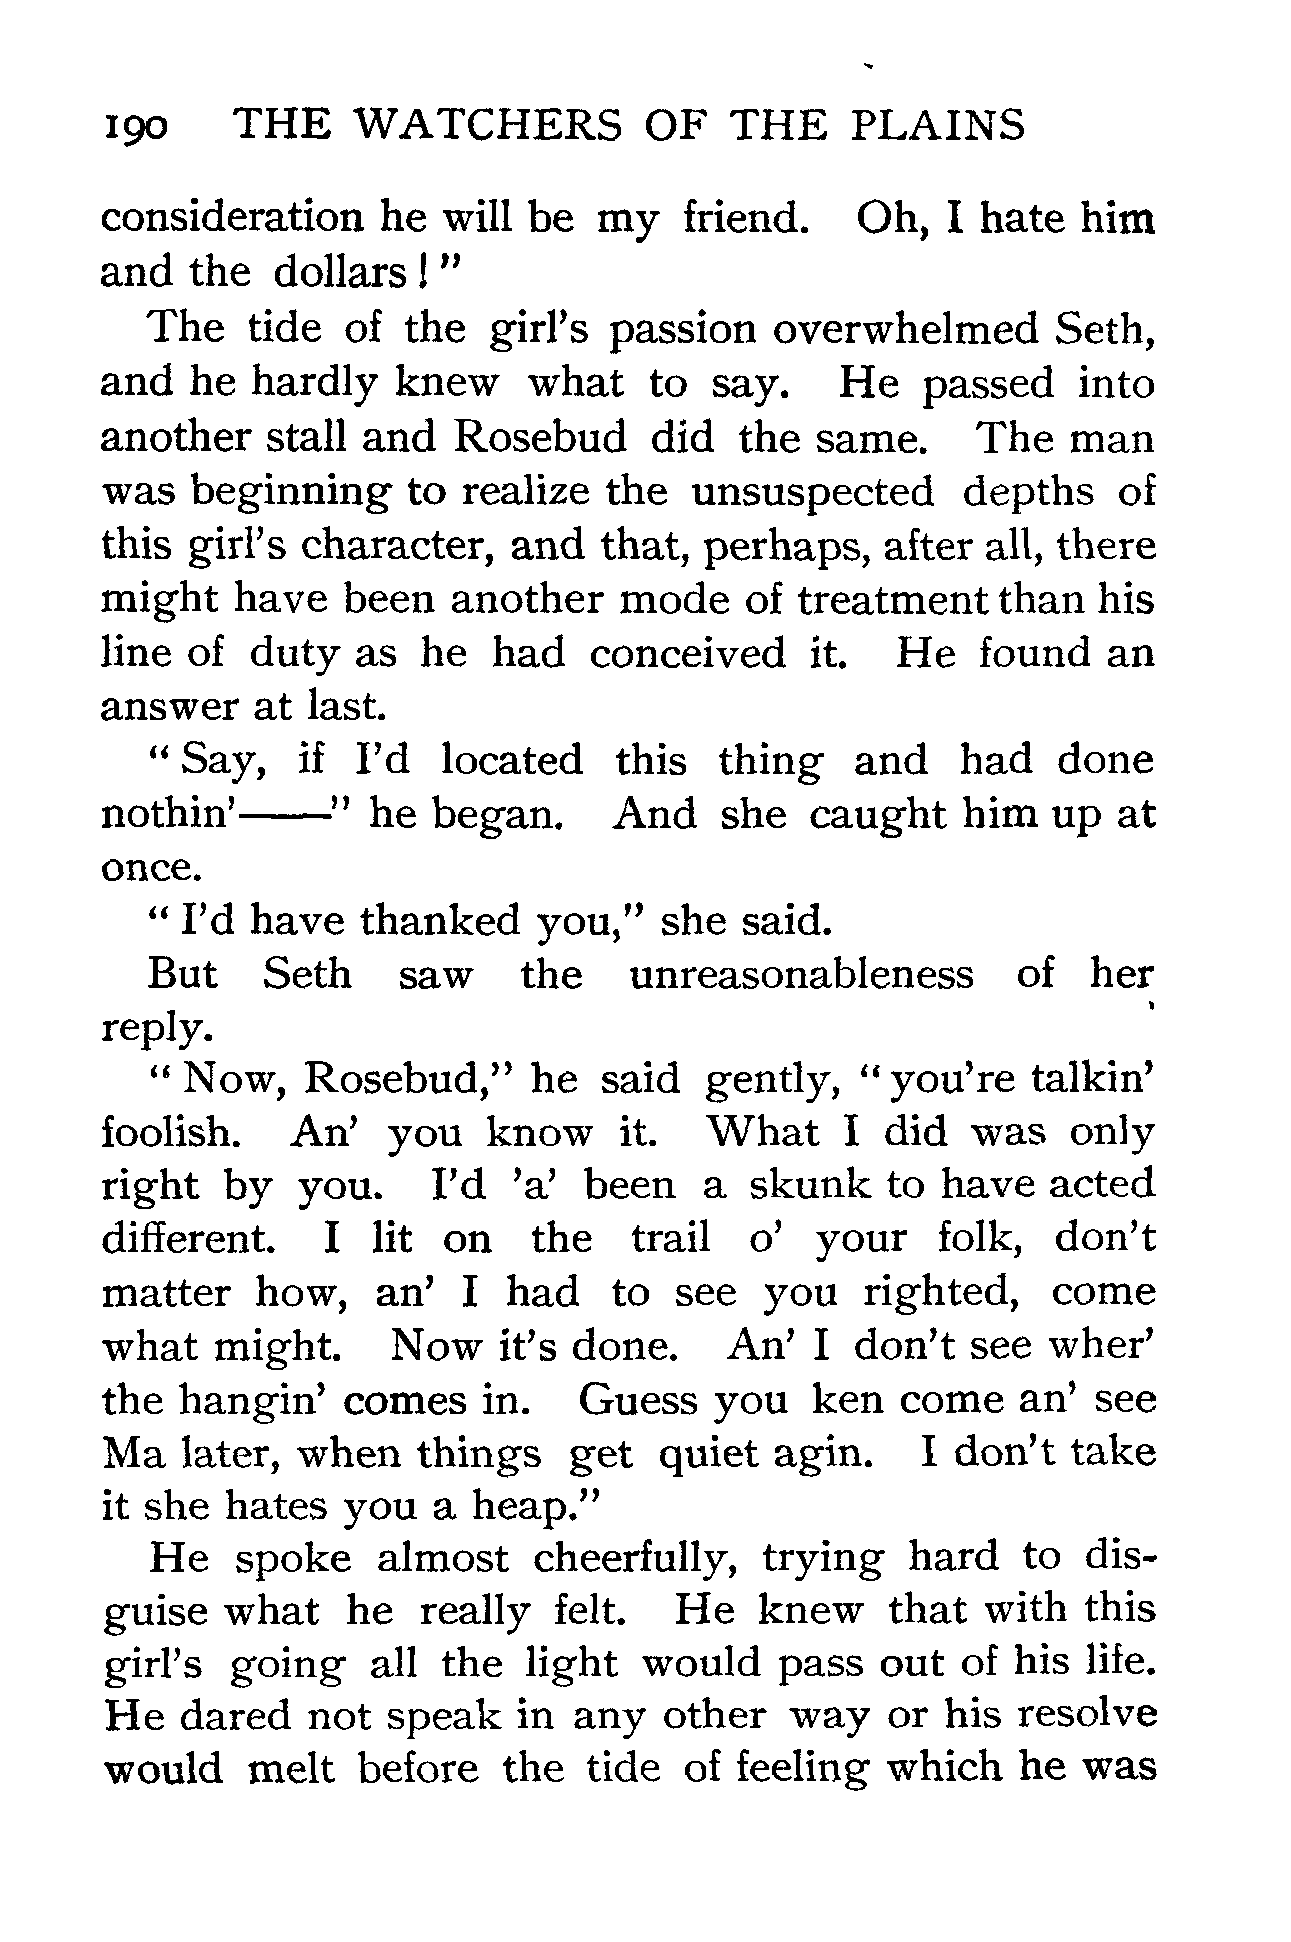 190 THE WATCHERS OF THE PLAINS
consideration he will be my friend. Oh, I hate him
and the dollars!"
The tide of the girl's passion overwhelmed Seth,
and he hardly knew what to say. He passed into
another stall and Rosebud did the same. The man
was beginning to realize the unsuspected depths of
this girl's character, and that, perhaps, after all, there
might have been another mode of treatment than his
line of duty as he had conceived it. He found an
answer at last.
"Say, if I'd located this thing and had done
nothin'——" he began. And she caught him up at
once.
"I'd have thanked you," she said.
But Seth saw the unreasonableness of her
reply.
"Now, Rosebud," he said gently, "you're talkin'
foolish. An' you know it. What I did was only
right by you. I'd 'a' been a skunk to have acted
different. I lit on the trail o' your folk, don't
matter how, an' I had to see you righted, come
what might. Now it's done. An' I don't see wher'
the hangin' comes in. Guess you ken come an' see
Ma later, when things get quiet agin. I don't take
it she hates you a heap."
He spoke almost cheerfully, trying hard to dis-
guise what he really felt. He knew that with this
girl's going all the light would pass out of his life.
He dared not speak in any other way or his resolve
would melt before the tide of feeling which he was